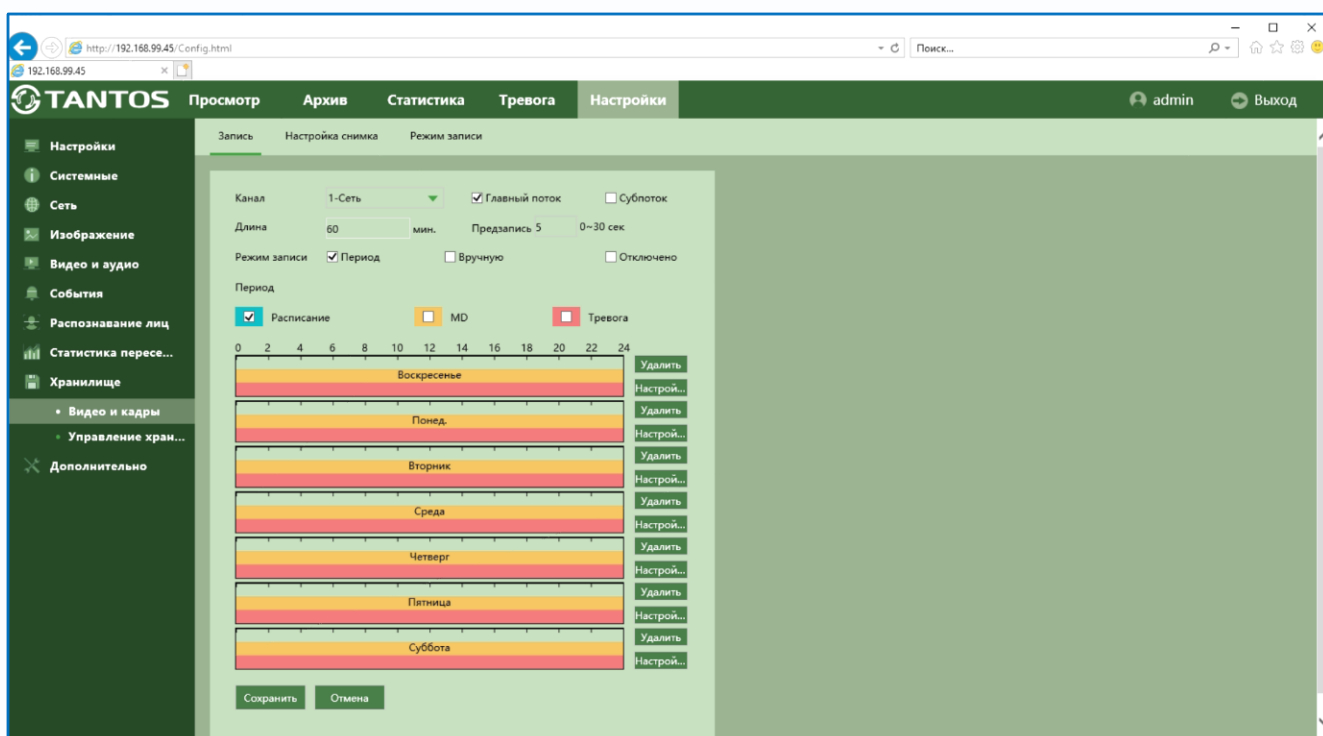 http://192.168.99.45/Config.html
Поиск...
192.168.99.45
TANTOS Просмотр Архив Статистика Тревога Настройки admin Выход
Запись Настройка снимка Режим записи
Настройки
Системные
Сеть
Изображение
Видео и аудио
События
Распознавание лиц
Статистика пересе...
Хранилище
• Видео и кадры
• Управление хран...
Дополнительно
Канал 1-Сеть Главный поток Субпоток
Длина 60 мин. Предзапись 5 0~30 сек
Режим записи Период Вручную Отключено
Период
Расписание MD Тревога
0 2 4 6 8 10 12 14 16 18 20 22 24
Воскресенье
Удалить
Настрой...
Понед.
Удалить
Настрой...
Вторник
Удалить
Настрой...
Среда
Удалить
Настрой...
Четверг
Удалить
Настрой...
Пятница
Удалить
Настрой...
Суббота
Удалить
Настрой...
Сохранить Отмена